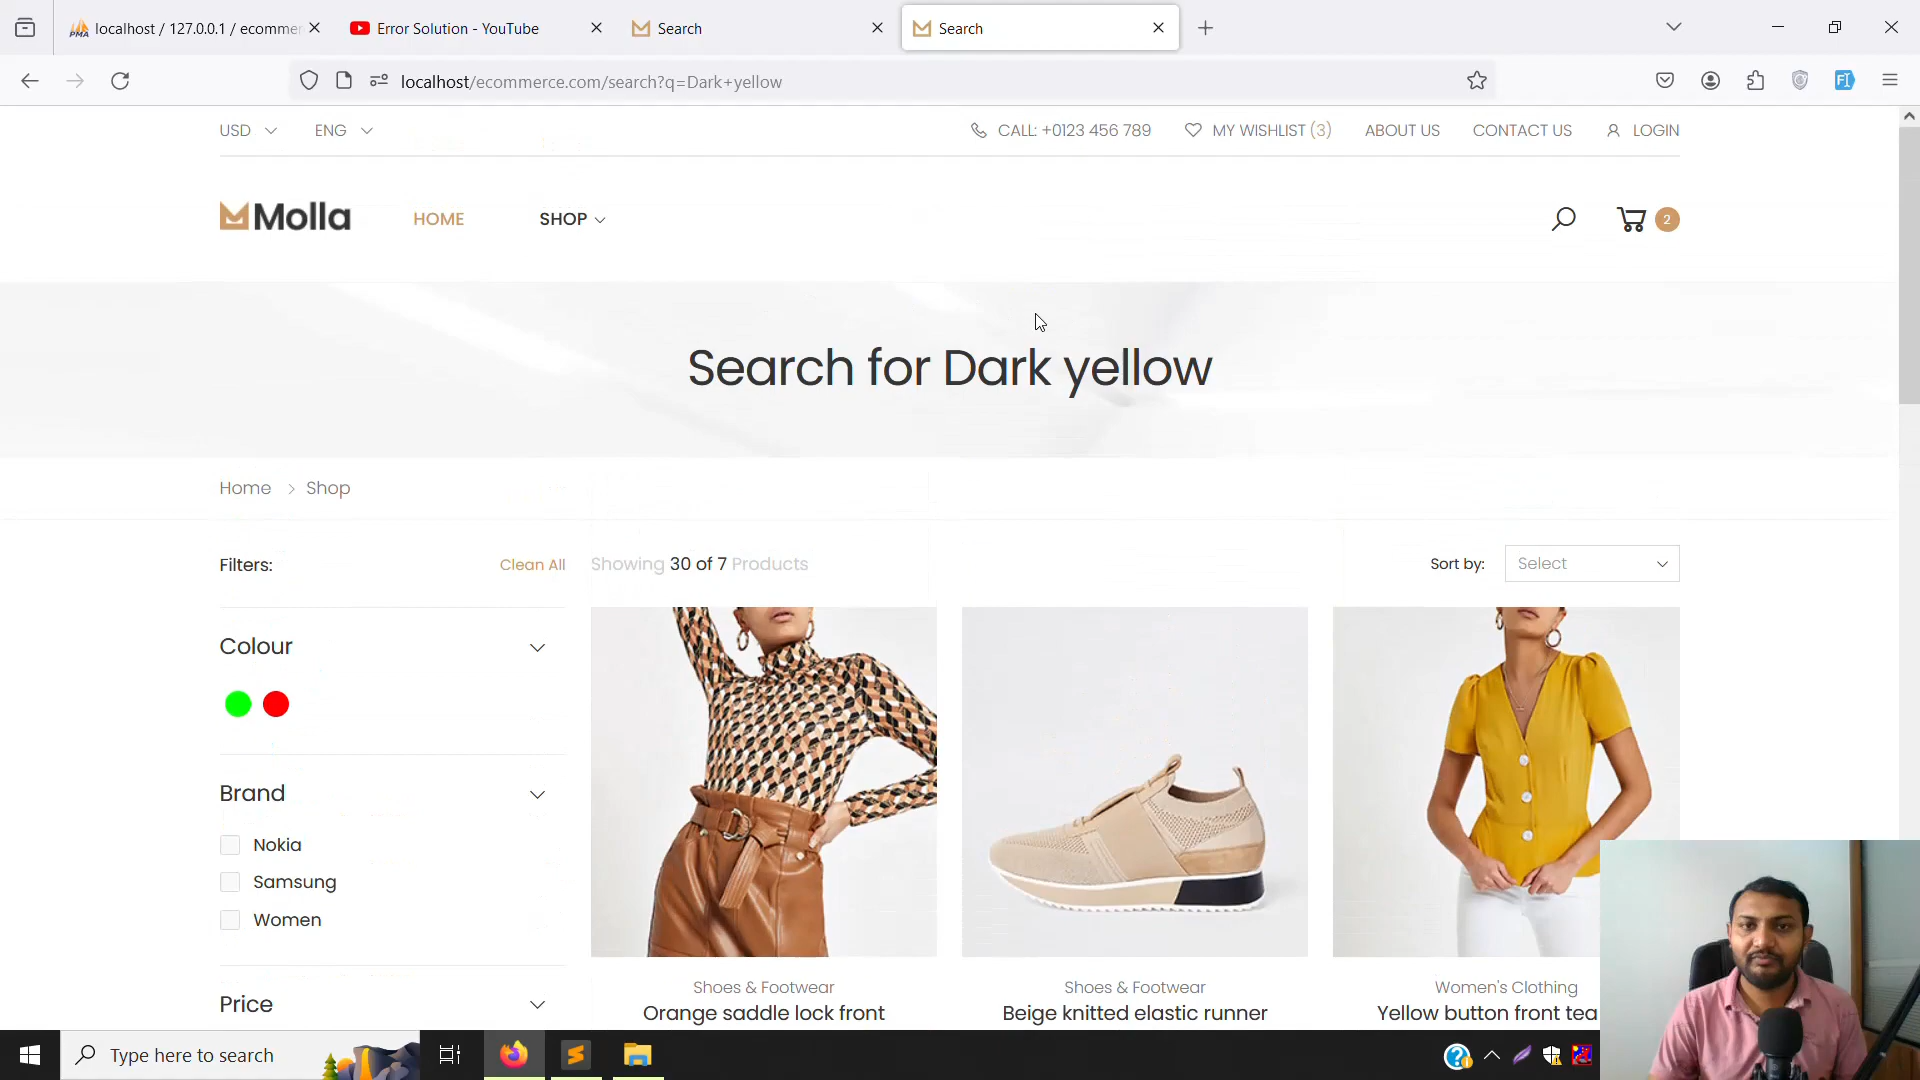 localhost / 127.0.0.1 / ecomme
Error Solution - YouTube
Search
Search
localhost/ecommerce.com/search?q=Dark+yellow
USD
ENG
CALL: +0123 456 789
MY WISHLIST (3)
ABOUT US
CONTACT US
LOGIN
Molla
HOME
SHOP
2
Search for Dark yellow
Home > Shop
Filters:
Clean All
Showing 30 of 7 Products
Sort by:
Select
Colour
Brand
Nokia
Samsung
Women
Price
Shoes & Footwear
Orange saddle lock front
Shoes & Footwear
Beige knitted elastic runner
Women's Clothing
Yellow button front tea
Type here to search